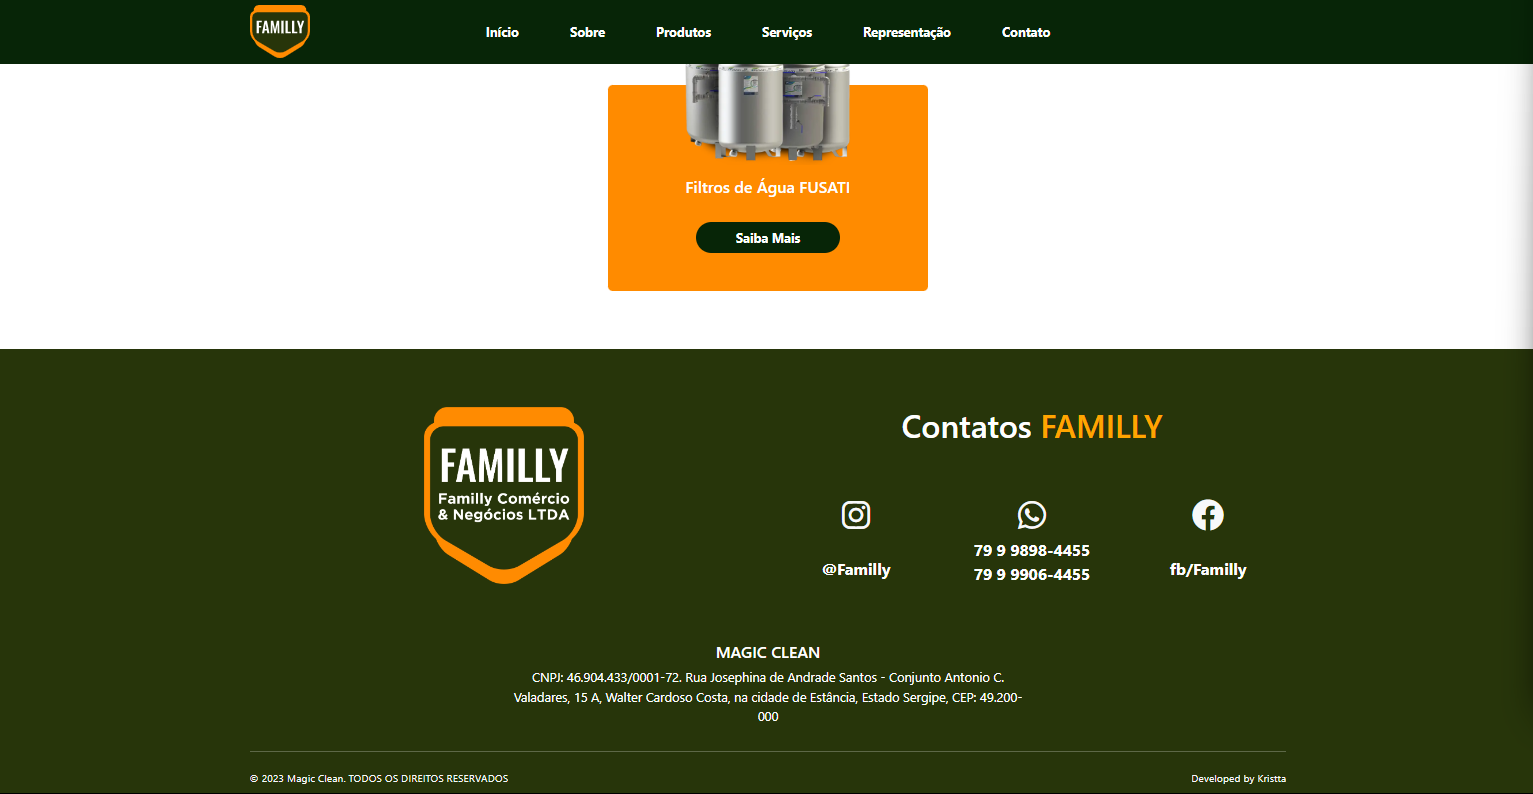 FAMILLY
Início
Sobre
Produtos
Serviços
Representação
Contato
Filtros de Água FUSATI
Saiba Mais
FAMILLY
Familly Comércio
& Negócios LTDA
Contatos FAMILLY
@Familly
79 9 9898-4455
79 9 9906-4455
fb/Familly
MAGIC CLEAN
CNPJ: 46.904.433/0001-72. Rua Josephina de Andrade Santos - Conjunto Antonio C.
Valadares, 15 A, Walter Cardoso Costa, na cidade de Estância, Estado Sergipe, CEP: 49.200-
000
© 2023 Magic Clean. TODOS OS DIREITOS RESERVADOS
Developed by Kristta